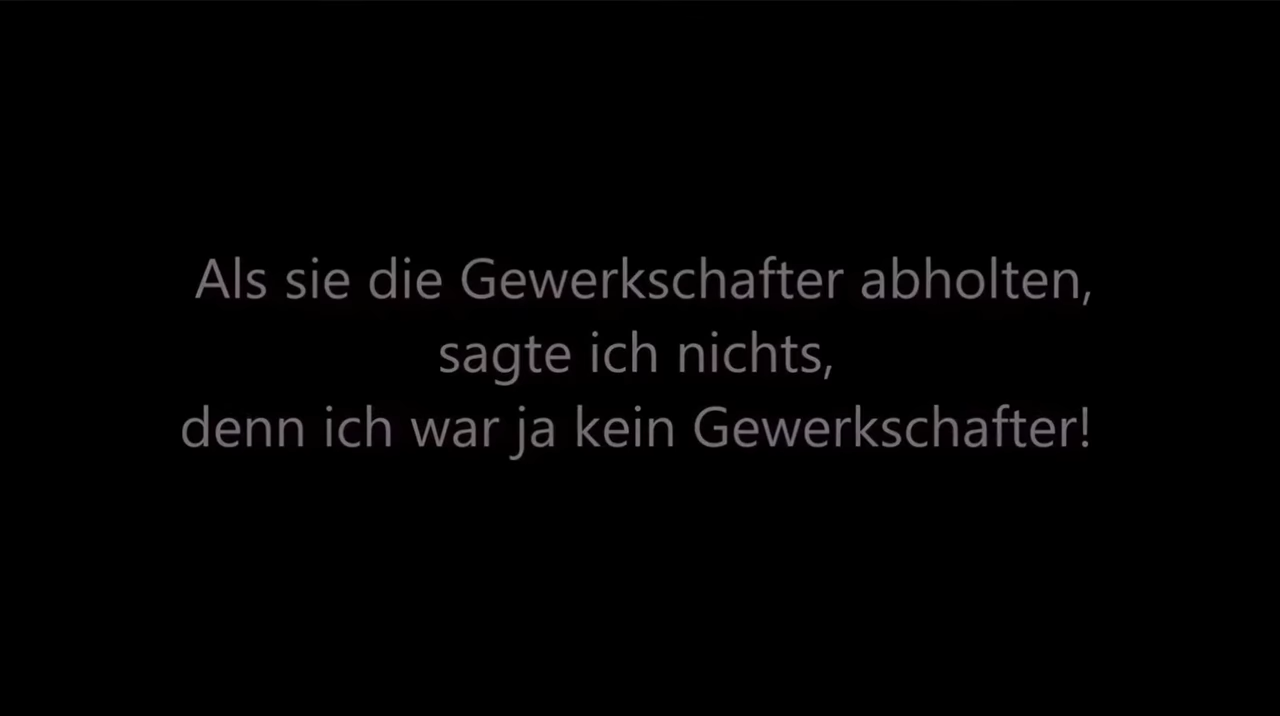 Als sie die Gewerkschafter abholten,
sagte ich nichts,
denn ich war ja kein Gewerkschafter!